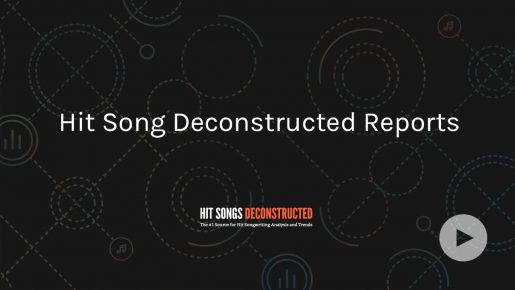 Hit Song Deconstructed Reports
HIT SONGS DECONSTRUCTED
The #1 Source for Hit Songwriting Analysis and Trends